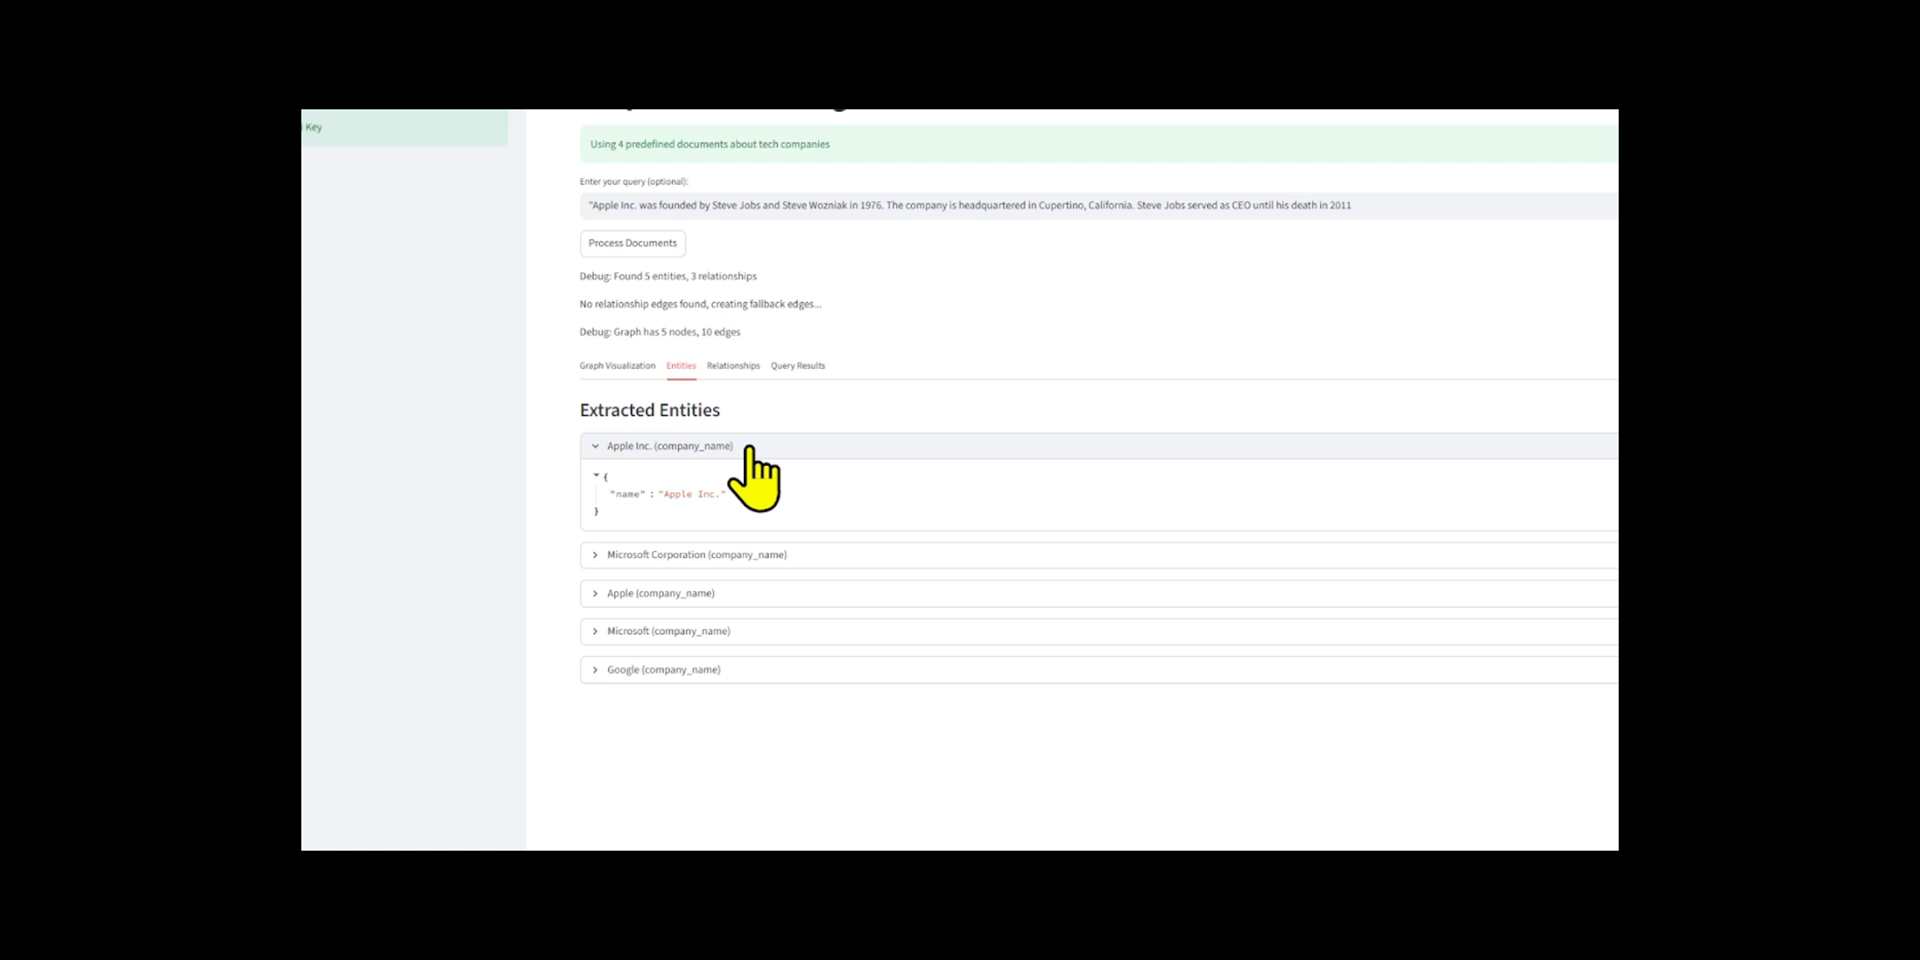 Key
Using 4 predefined documents about tech companies
Enter your query (optional):
"Apple Inc. was founded by Steve Jobs and Steve Wozniak in 1976. The company is headquartered in Cupertino, California. Steve Jobs served as CEO until his death in 2011
Process Documents
Debug: Found 5 entities, 3 relationships
No relationship edges found, creating fallback edges...
Debug: Graph has 5 nodes, 10 edges
Graph Visualization Entities Relationships Query Results
Extracted Entities
Apple Inc. (company_name)
{
"name" : "Apple Inc."
}
Microsoft Corporation (company_name)
Apple (company_name)
Microsoft (company_name)
Google (company_name)